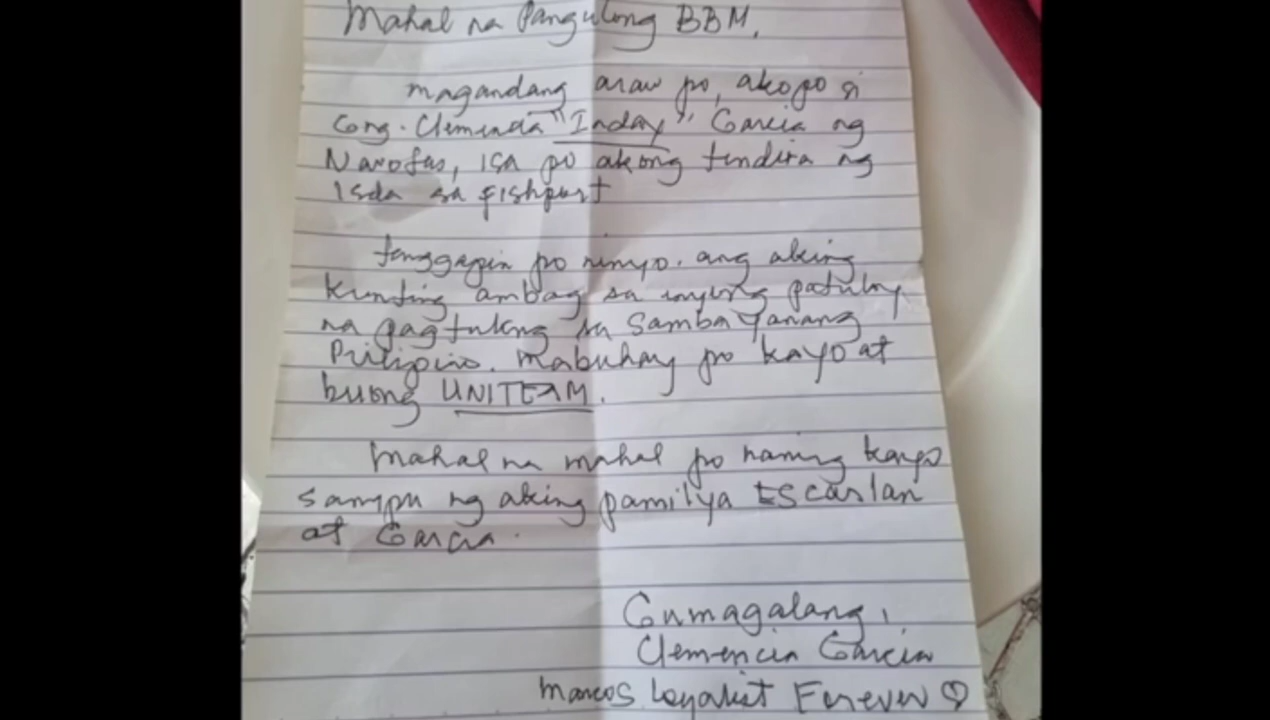 Mahal na Pangulong BBM,
magandang araw po, ako po si
Cong. Clemencia "Inday" Garcia ng
Navotas, isa po akong tindira ng
Isda sa fishport
tanggapin po ninyo. ang aking
kunting ambag sa inyong patuloy
na pagtulong sa Sambayanang
Pilipino. Mabuhay po kayo at
buong UNITEAM.
Mahal na mahal po namin kayo
sampu ng aking pamilya Escarlan
at Garcia.
Gumagalang,
Clemencia Garcia
Marcos Loyalist Forever